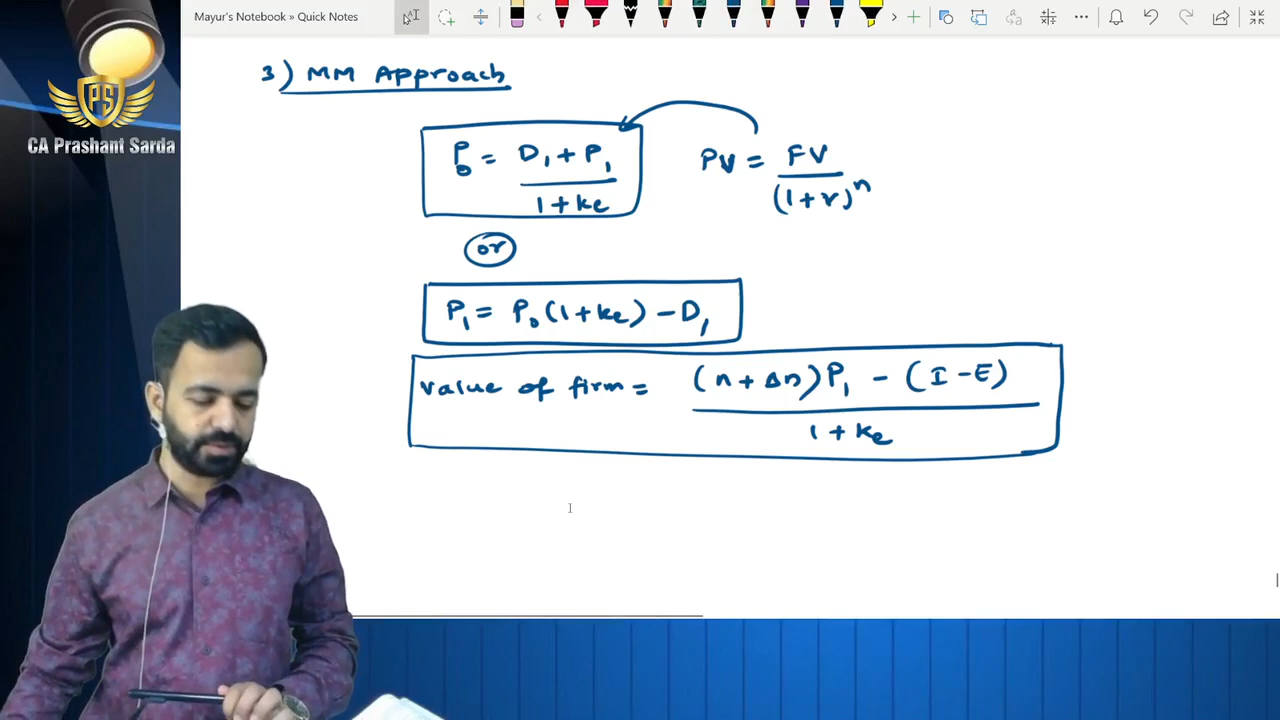 Mayur's Notebook » Quick Notes
PS
CA Prashant Sarda
3) MM Approach
P₀ = D₁ + P₁ / 1 + ke
PV = FV / (1+r)ⁿ
or
P₁ = P₀ (1+ke) – D₁
value of firm = (n + Δn) P₁ – (I – E) / 1 + ke